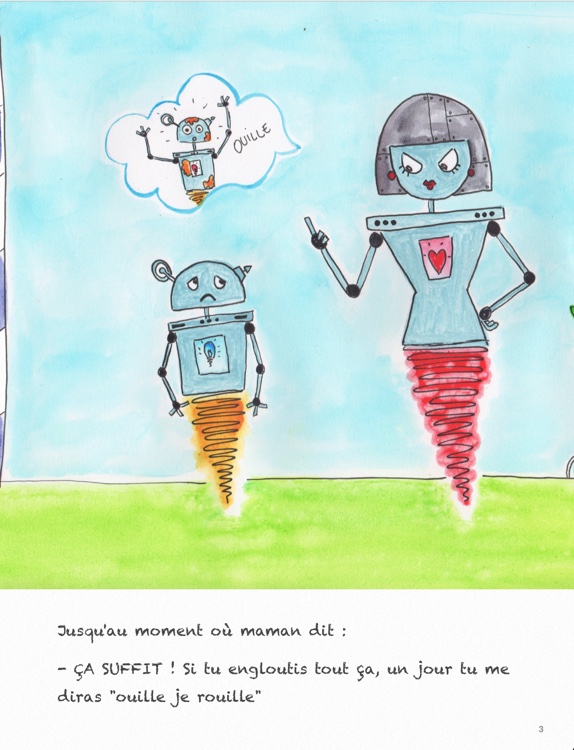 OUILLE
Jusqu'au moment où maman dit :
- ÇA SUFFIT ! Si tu engloutis tout ça, un jour tu me
diras "ouille je rouille"
3